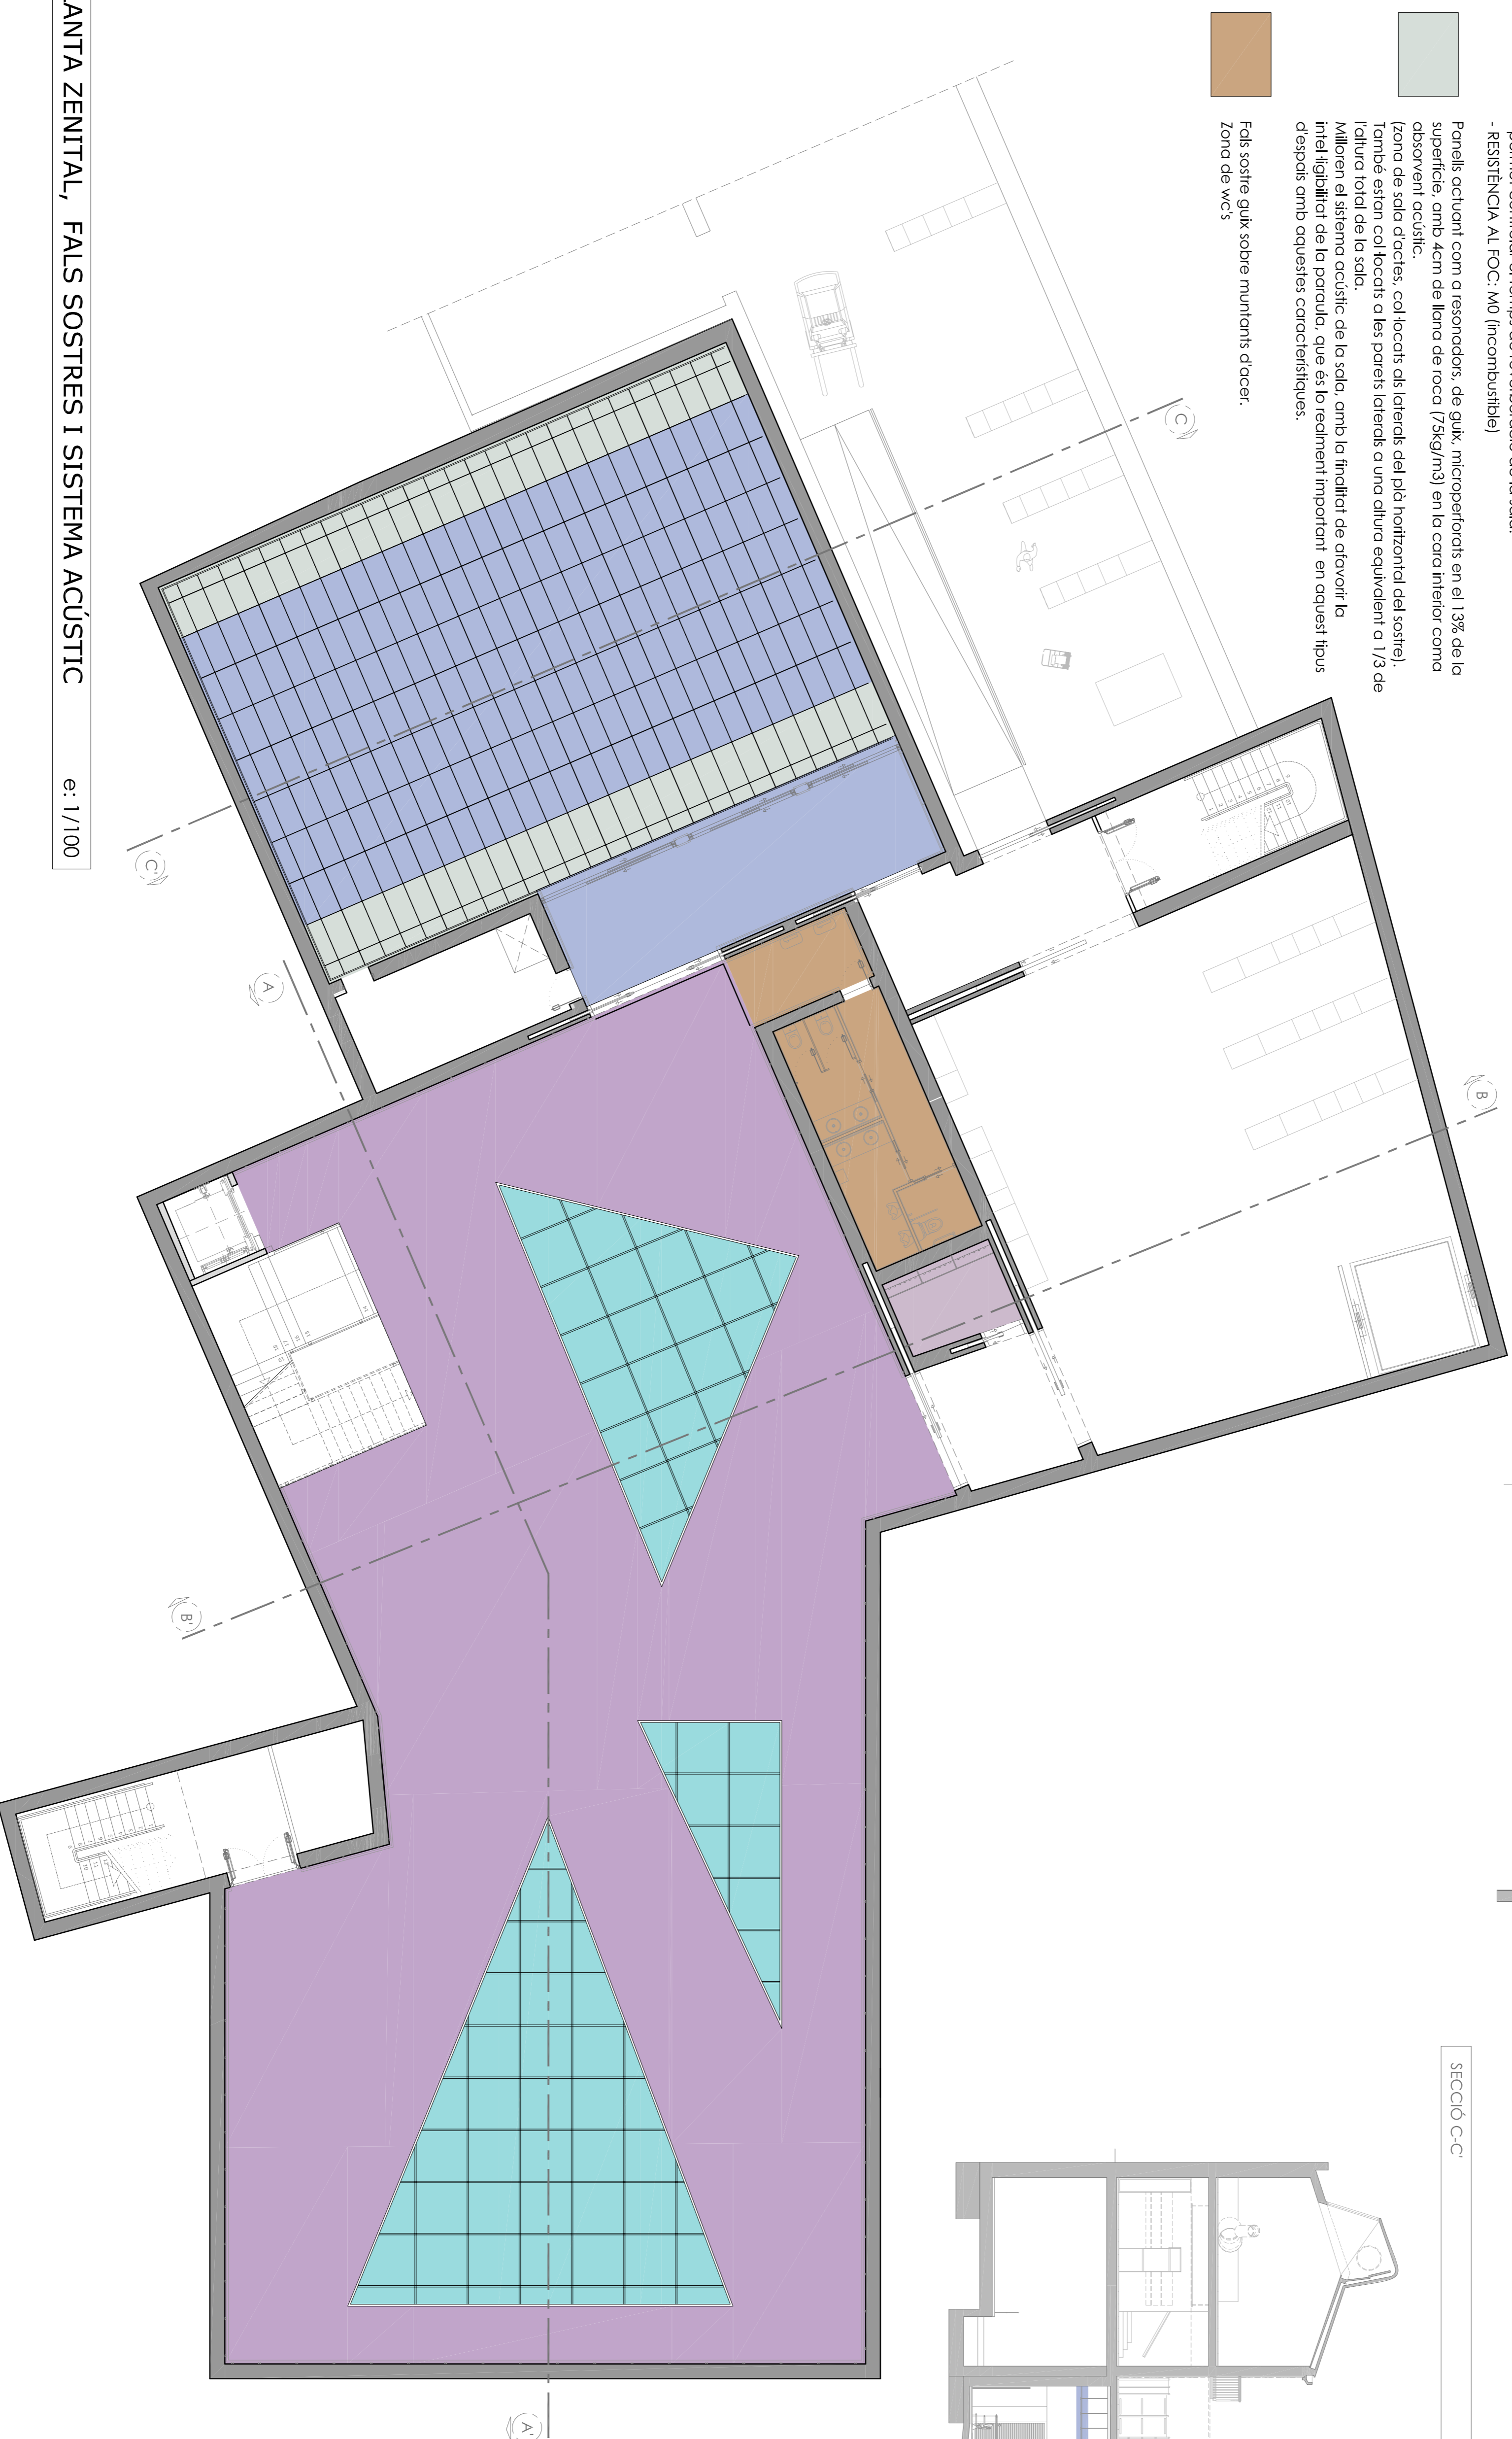 - RESISTÈNCIA AL FOC: M0 (incombustible)
Panells actuant com a resonadors, de guix, microperforats en el 13% de la
superfície, amb 4cm de llana de roca (75kg/m3) en la cara interior coma
absorvent acústic.
(zona de sala d'actes, col·locats als laterals del plà horitzontal del sostre).
També estan col·locats a les parets laterals a una altura equivalent a 1/3 de
l'altura total de la sala.
Milloren el sistema acústic de la sala, amb la finalitat de afavorir la
intel·ligibilitat de la paraula, que és lo realment important en aquest tipus
d'espais amb aquestes característiques.
Fals sostre guix sobre muntants d'acer.
Zona de wc's
C
B
A
C'
B'
A'
SECCIÓ C-C'
ANTA ZENITAL, FALS SOSTRES I SISTEMA ACÚSTIC e: 1/100